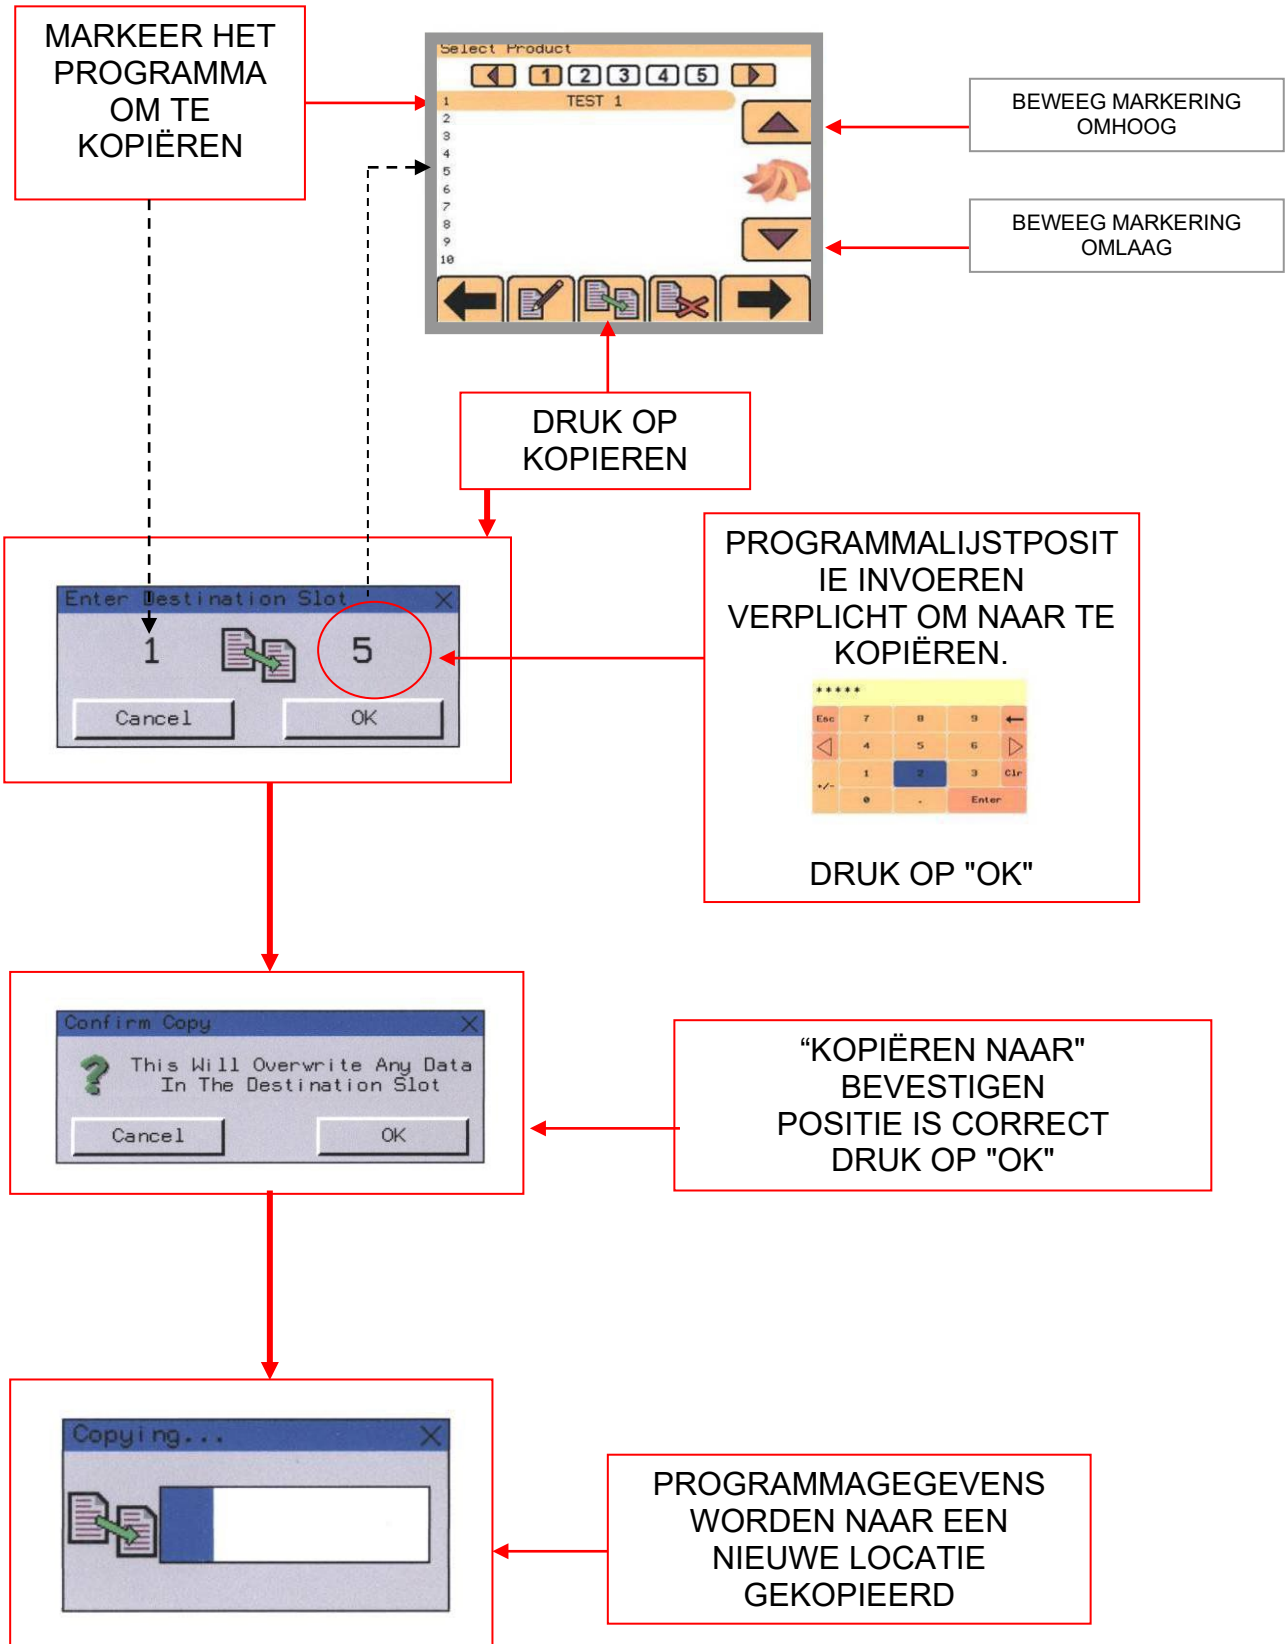 MARKEER HET
PROGRAMMA
OM TE
KOPIËREN
Select Product
1 2 3 4 5
1 TEST 1
2
3
4
5
6
7
8
9
10
BEWEEG MARKERING
OMHOOG
BEWEEG MARKERING
OMLAAG
DRUK OP
KOPIEREN
Enter Destination Slot
1 5
Cancel OK
PROGRAMMALIJSTPOSIT
IE INVOEREN
VERPLICHT OM NAAR TE
KOPIËREN.
*****
Esc 7 8 9
4 5 6
+/- 1 2 3 Clr
0 . Enter
DRUK OP "OK"
Confirm Copy
? This Will Overwrite Any Data
In The Destination Slot
Cancel OK
“KOPIËREN NAAR"
BEVESTIGEN
POSITIE IS CORRECT
DRUK OP "OK"
Copying...
PROGRAMMAGEGEVENS
WORDEN NAAR EEN
NIEUWE LOCATIE
GEKOPIEERD